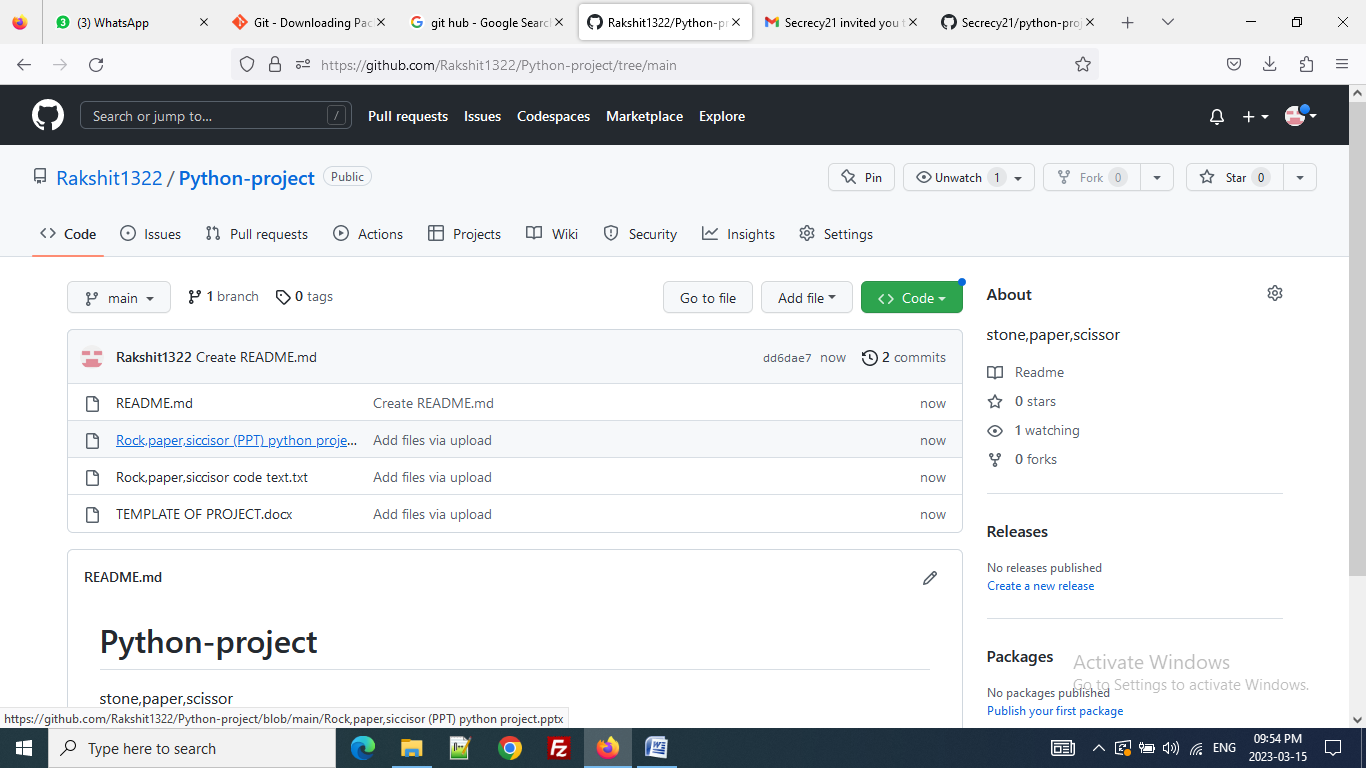 (3) WhatsApp
Git - Downloading Pac
git hub - Google Searc
Rakshit1322/Python-pr
Secrecy21 invited you t
Secrecy21/python-proj
https://github.com/Rakshit1322/Python-project/tree/main
Search or jump to... /
Pull requests Issues Codespaces Marketplace Explore
Rakshit1322 / Python-project Public
Pin Unwatch 1 Fork 0 Star 0
Code Issues Pull requests Actions Projects Wiki Security Insights Settings
main 1 branch 0 tags Go to file Add file Code
Rakshit1322 Create README.md dd6dae7 now 2 commits
README.md Create README.md now
Rock,paper,siccisor (PPT) python proje... Add files via upload now
Rock,paper,siccisor code text.txt Add files via upload now
TEMPLATE OF PROJECT.docx Add files via upload now
README.md
Python-project
stone,paper,scissor
About
stone,paper,scissor
Readme
0 stars
1 watching
0 forks
Releases
No releases published
Create a new release
Packages
No packages published
Publish your first package
Activate Windows
Go to Settings to activate Windows.
https://github.com/Rakshit1322/Python-project/blob/main/Rock,paper,siccisor (PPT) python project.pptx
Type here to search
ENG
09:54 PM
2023-03-15